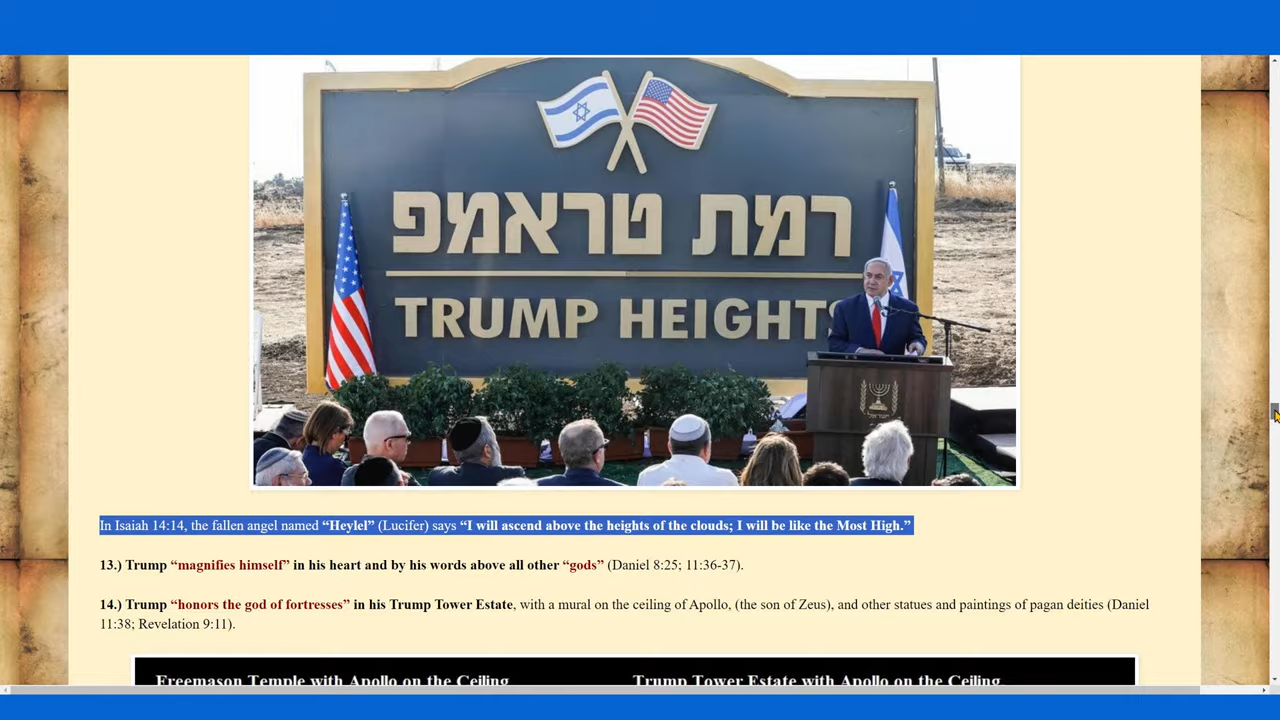 רמת טראמפ
TRUMP HEIGHTS
In Isaiah 14:14, the fallen angel named “Heylel” (Lucifer) says “I will ascend above the heights of the clouds; I will be like the Most High.”
13.) Trump “magnifies himself” in his heart and by his words above all other “gods” (Daniel 8:25; 11:36-37).
14.) Trump “honors the god of fortresses” in his Trump Tower Estate, with a mural on the ceiling of Apollo, (the son of Zeus), and other statues and paintings of pagan deities (Daniel
11:38; Revelation 9:11).
Freemason Temple with Apollo on the Ceiling
Trump Tower Estate with Apollo on the Ceiling